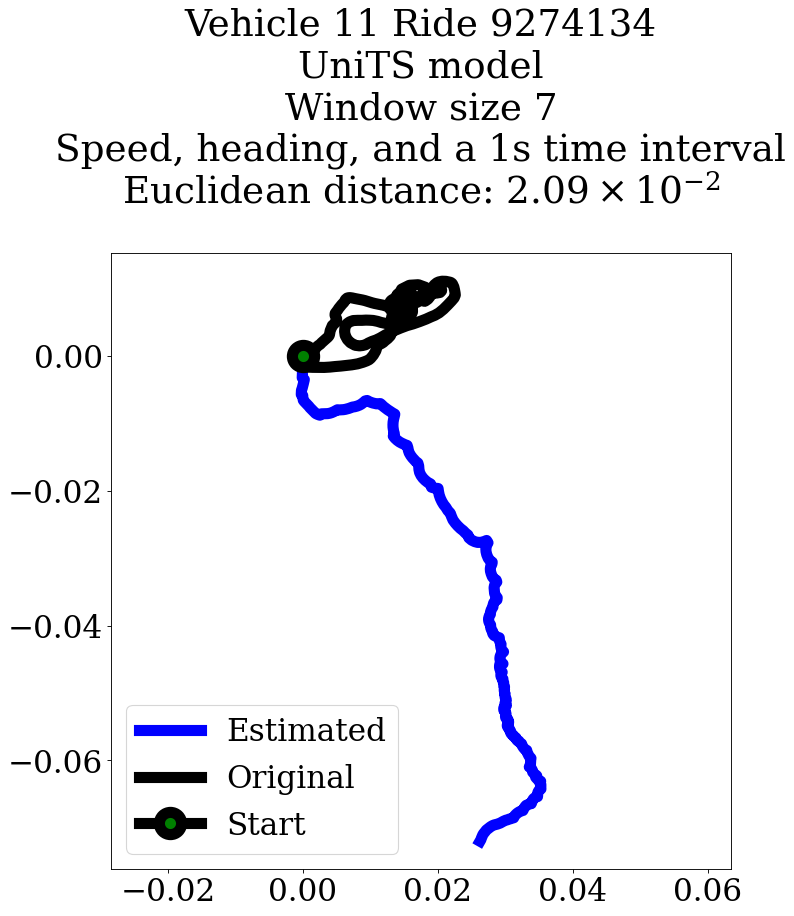 Vehicle 11 Ride 9274134
UniTS model
Window size 7
Speed, heading, and a 1s time interval
Euclidean distance: 2.09 × 10⁻²
0.00
−0.02
−0.04
−0.06
Estimated
Original
Start
−0.02 0.00 0.02 0.04 0.06